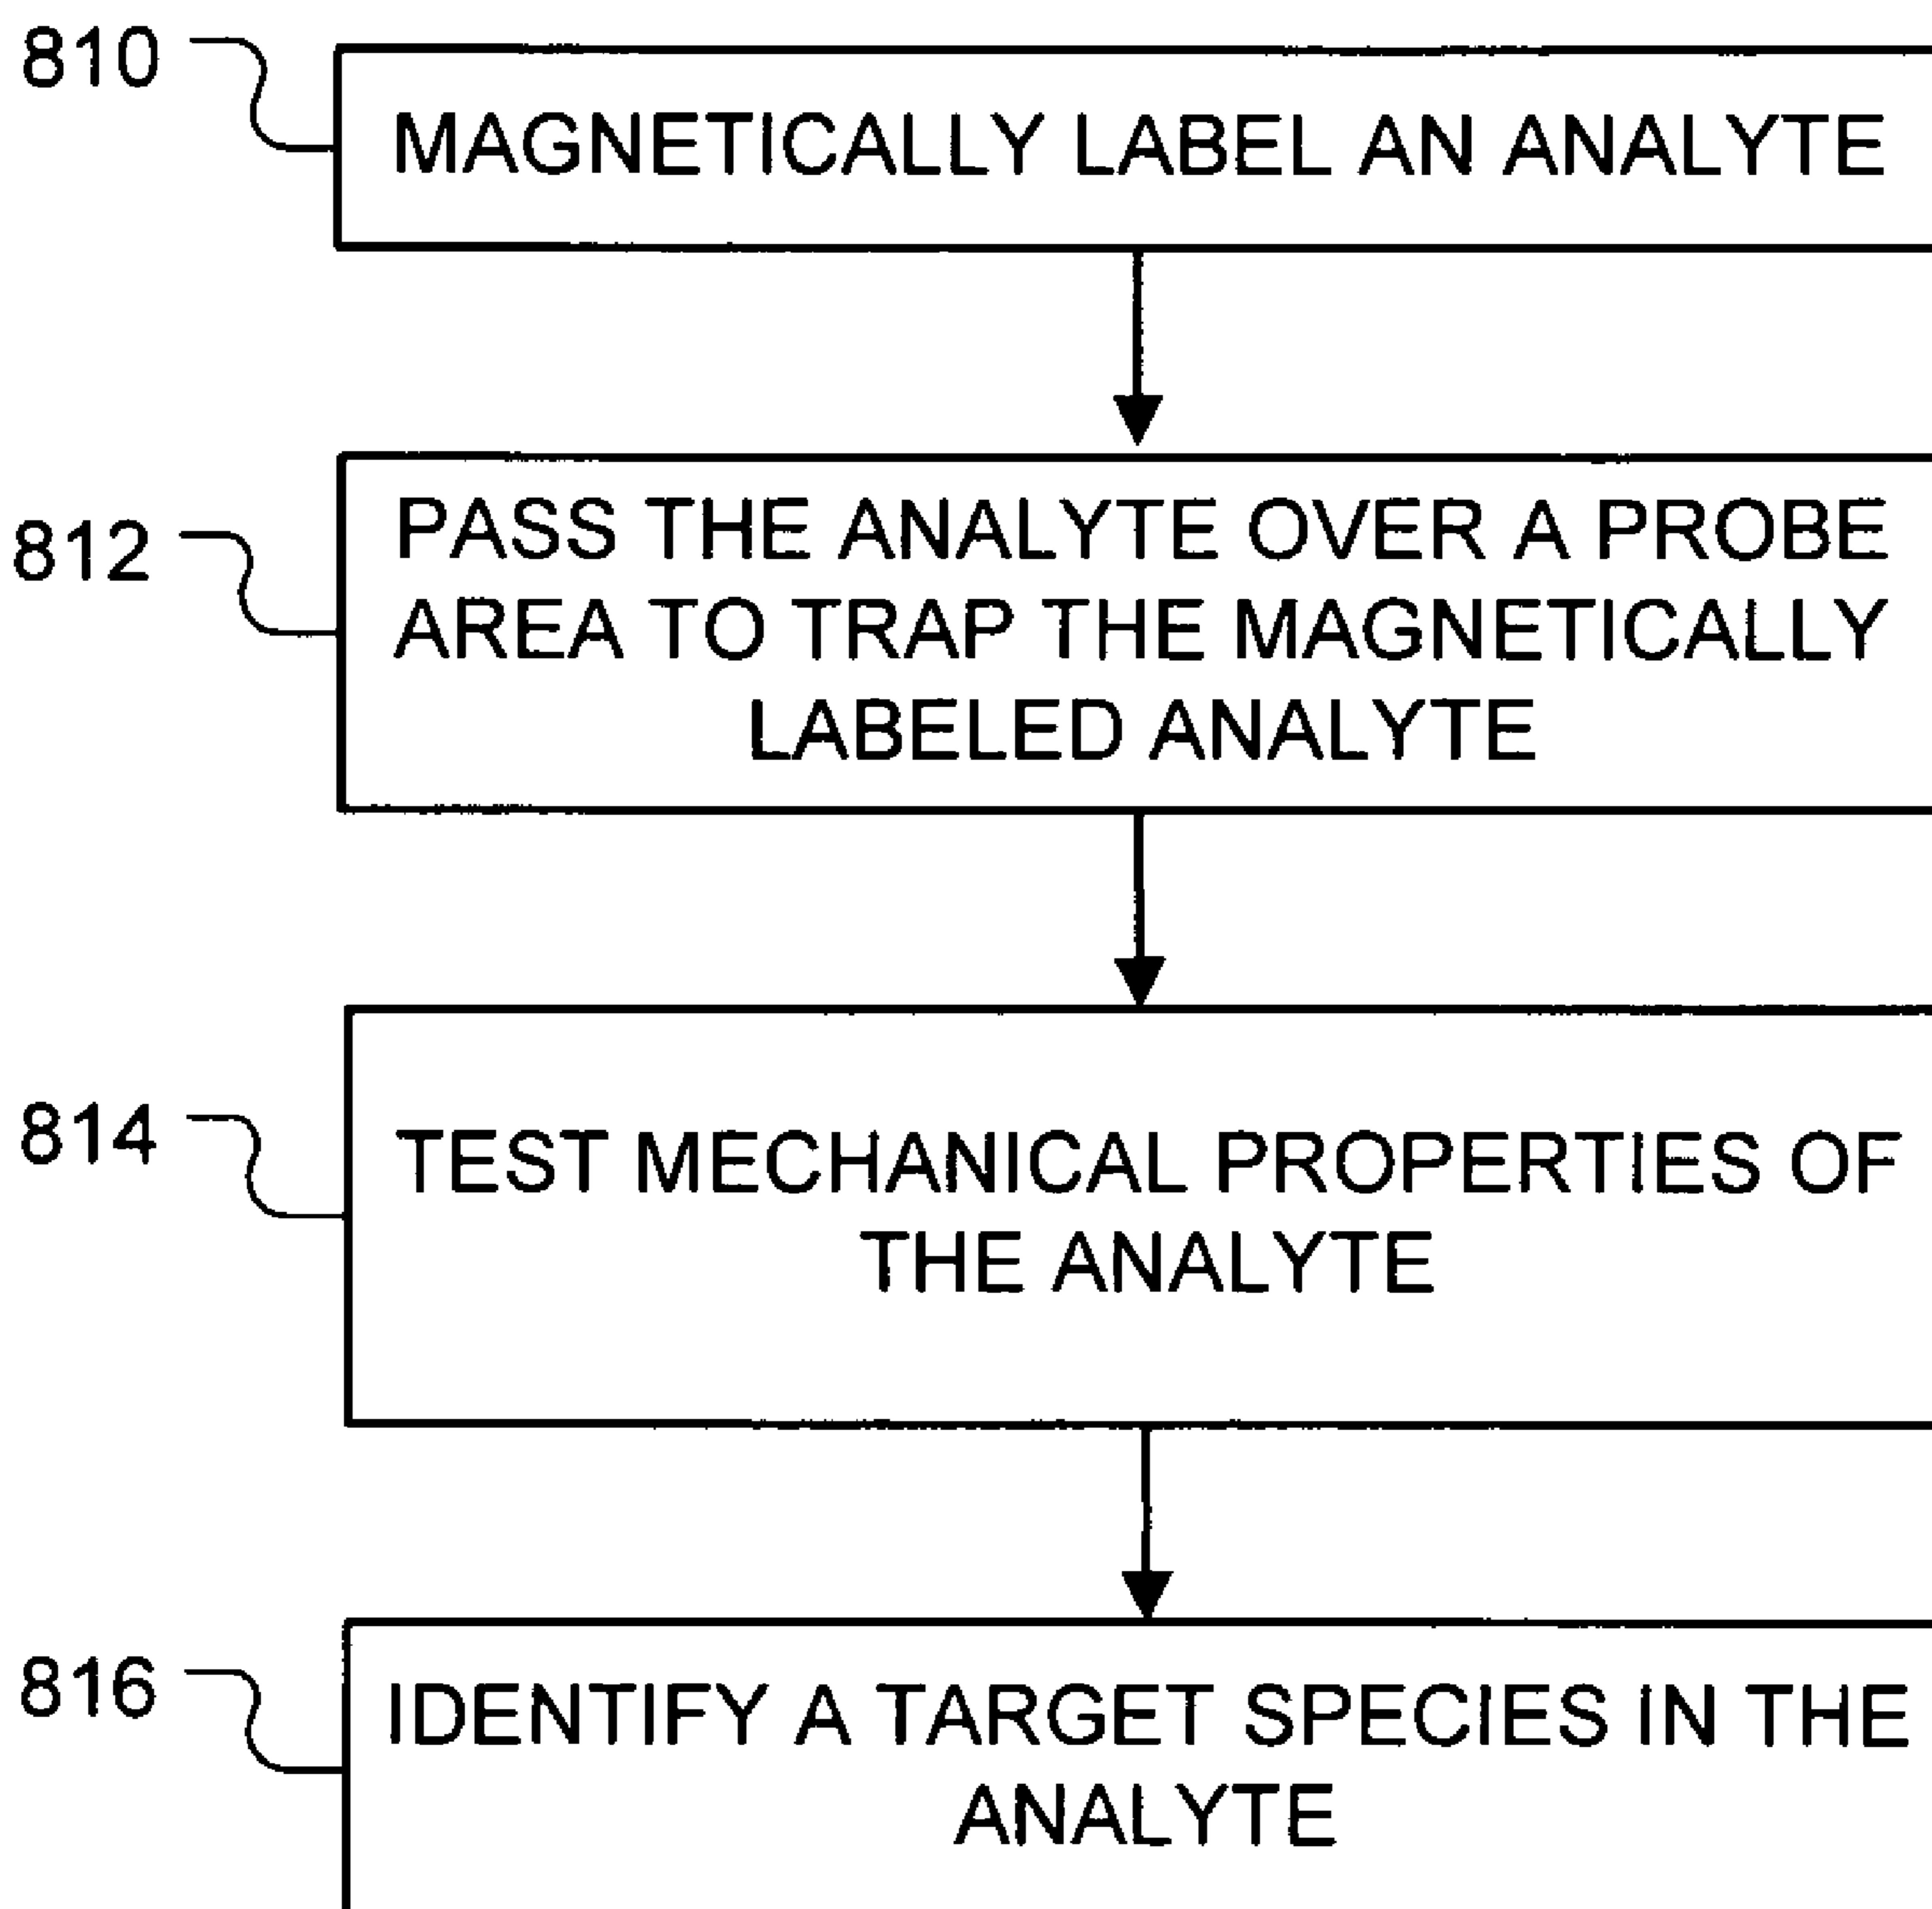 810
MAGNETICALLY LABEL AN ANALYTE
812
PASS THE ANALYTE OVER A PROBE
AREA TO TRAP THE MAGNETICALLY
LABELED ANALYTE
814
TEST MECHANICAL PROPERTIES OF
THE ANALYTE
816
IDENTIFY A TARGET SPECIES IN THE
ANALYTE